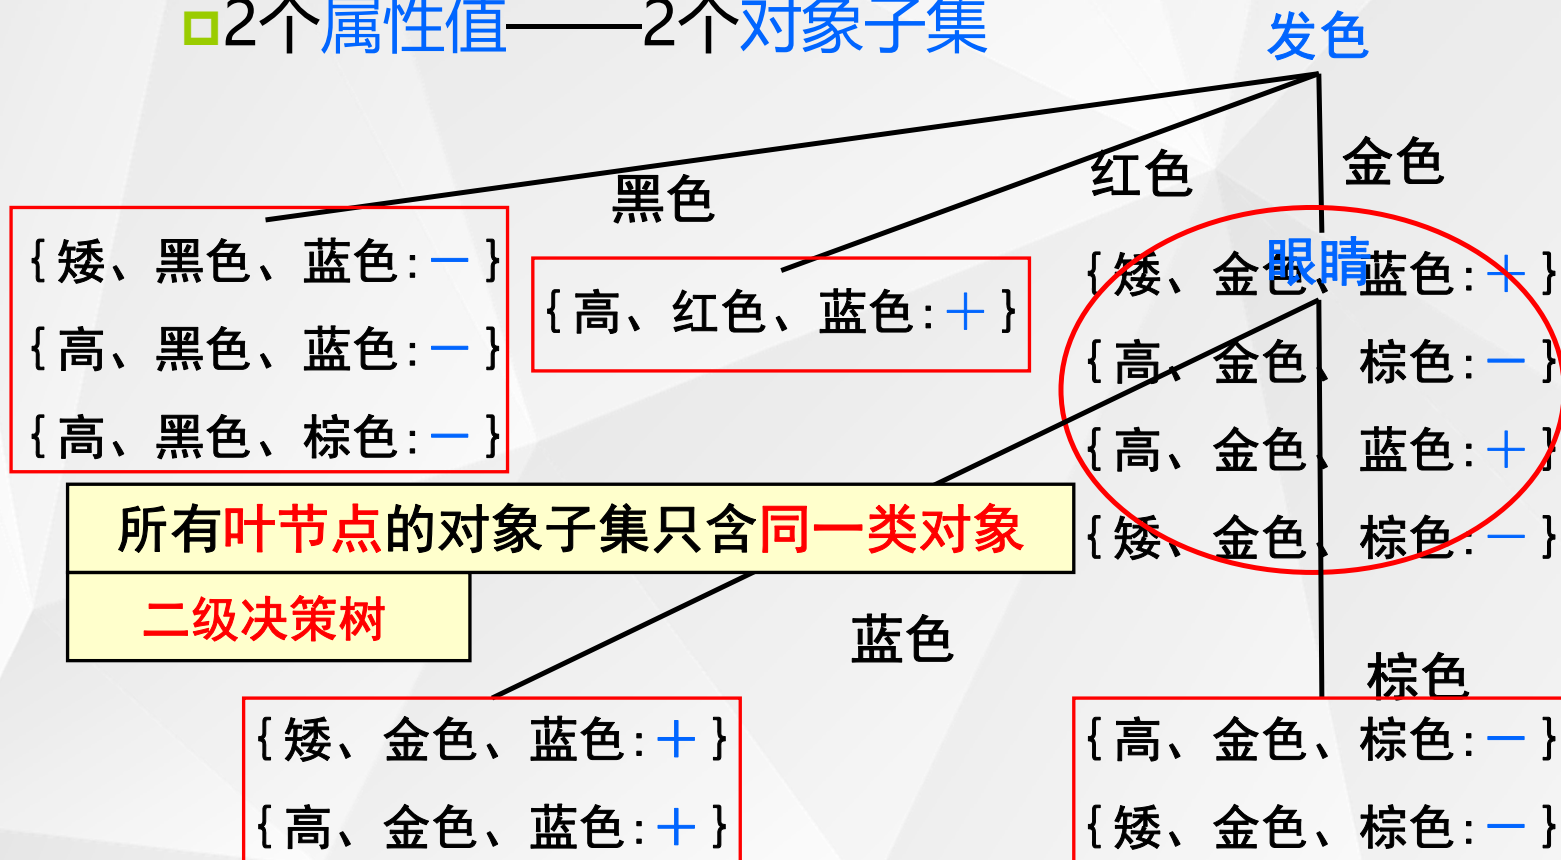 2个属性值——2个对象子集
发色
黑色
红色
金色
{矮、黑色、蓝色:－}
{高、黑色、蓝色:－}
{高、黑色、棕色:－}
{高、红色、蓝色:＋}
眼睛
{矮、金色、蓝色:＋}
{高、金色、棕色:－}
{高、金色、蓝色:＋}
{矮、金色、棕色:－}
所有叶节点的对象子集只含同一类对象
二级决策树
蓝色
棕色
{矮、金色、蓝色:＋}
{高、金色、蓝色:＋}
{高、金色、棕色:－}
{矮、金色、棕色:－}